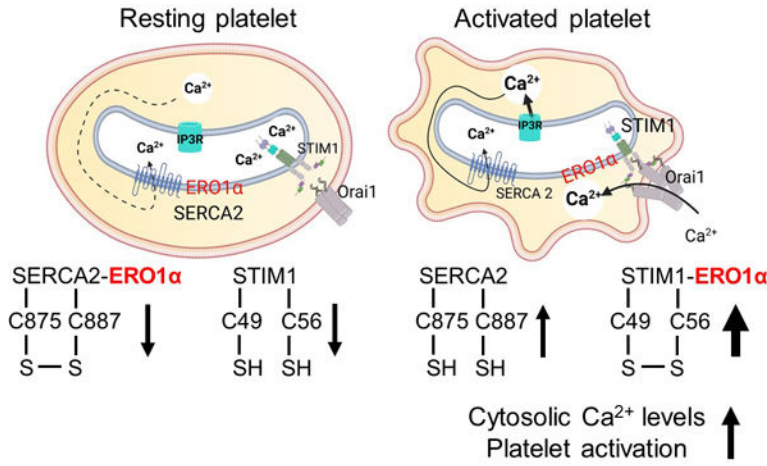 Resting platelet
Ca²⁺
IP3R
Ca²⁺
Ca²⁺
Ca²⁺
STIM1
ERO1α
SERCA2
Orai1
SERCA2-ERO1α
C875 C887
S – S
STIM1
C49 C56
SH SH
Activated platelet
Ca²⁺
IP3R
Ca²⁺
STIM1
ERO1α
SERCA 2
Ca²⁺
Orai1
Ca²⁺
SERCA2
C875 C887
SH SH
STIM1-ERO1α
C49 C56
S – S
Cytosolic Ca²⁺ levels
Platelet activation